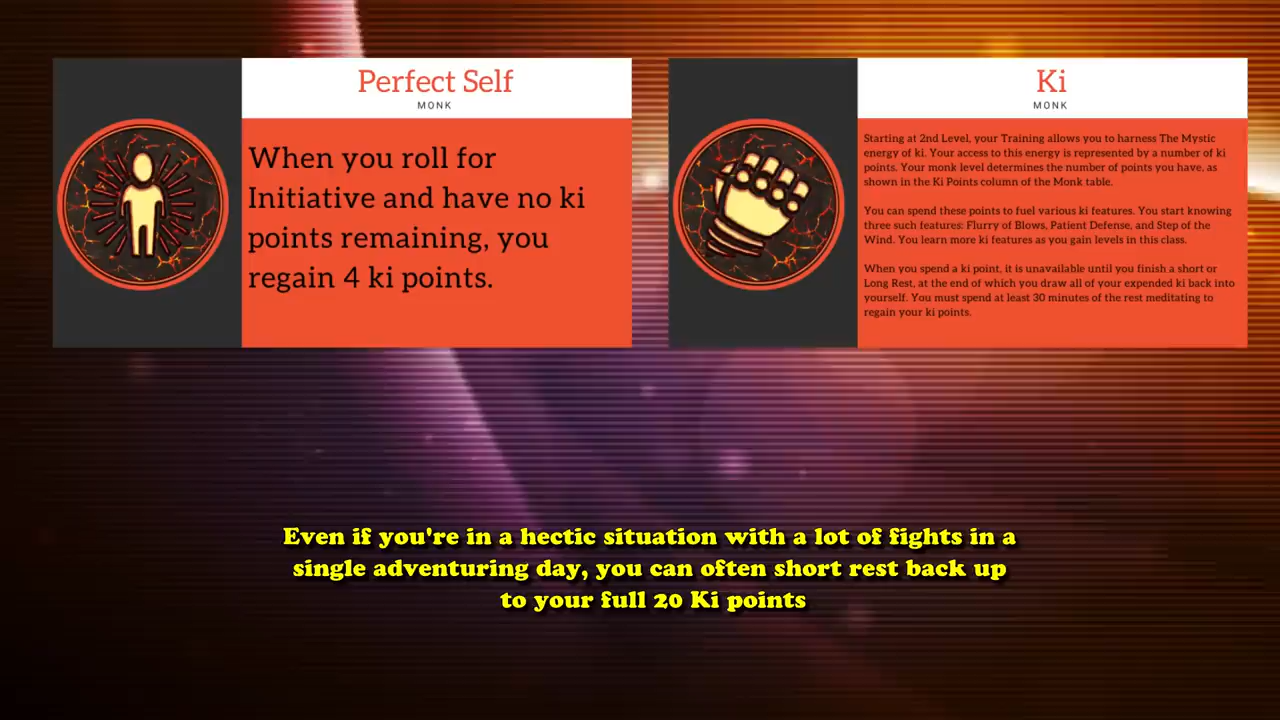 Perfect Self
MONK
When you roll for
Initiative and have no ki
points remaining, you
regain 4 ki points.
Ki
MONK
Starting at 2nd Level, your Training allows you to harness The Mystic
energy of ki. Your access to this energy is represented by a number of ki
points. Your monk level determines the number of points you have, as
shown in the Ki Points column of the Monk table.
You can spend these points to fuel various ki features. You start knowing
three such features: Flurry of Blows, Patient Defense, and Step of the
Wind. You learn more ki features as you gain levels in this class.
When you spend a ki point, it is unavailable until you finish a short or
Long Rest, at the end of which you draw all of your expended ki back into
yourself. You must spend at least 30 minutes of the rest meditating to
regain your ki points.
Even if you're in a hectic situation with a lot of fights in a
single adventuring day, you can often short rest back up
to your full 20 Ki points